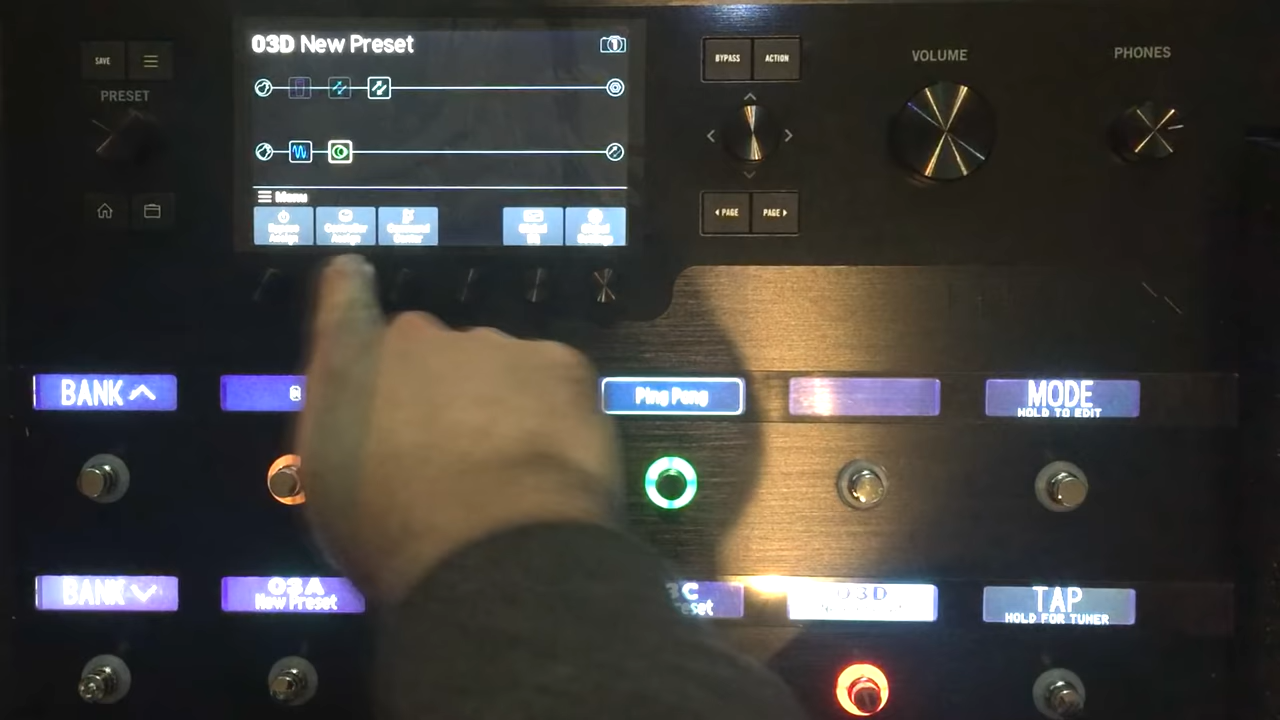 03D New Preset
SAVE
PRESET
Menu
BYPASS
ACTION
PAGE
PAGE
VOLUME
PHONES
BANK
Ping Pong
MODE
HOLD TO EDIT
BANK
03A
New Preset
03D
TAP
HOLD FOR TUNER